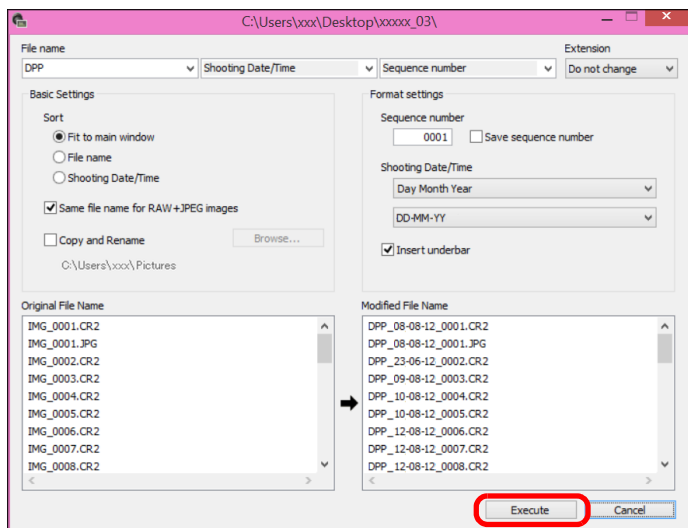 C:\Users\xxx\Desktop\xxxxx_03\
File name
Extension
DPP
Shooting Date/Time
Sequence number
Do not change
Basic Settings
Sort
Fit to main window
File name
Shooting Date/Time
Same file name for RAW+JPEG images
Copy and Rename
Browse...
C:\Users\xxx\Pictures
Format settings
Sequence number
0001
Save sequence number
Shooting Date/Time
Day Month Year
DD-MM-YY
Insert underbar
Original File Name
IMG_0001.CR2
IMG_0001.JPG
IMG_0002.CR2
IMG_0003.CR2
IMG_0004.CR2
IMG_0005.CR2
IMG_0006.CR2
IMG_0007.CR2
IMG_0008.CR2
Modified File Name
DPP_08-08-12_0001.CR2
DPP_08-08-12_0001.JPG
DPP_23-06-12_0002.CR2
DPP_09-08-12_0003.CR2
DPP_10-08-12_0004.CR2
DPP_10-08-12_0005.CR2
DPP_12-08-12_0006.CR2
DPP_12-08-12_0007.CR2
DPP_12-08-12_0008.CR2
Execute
Cancel